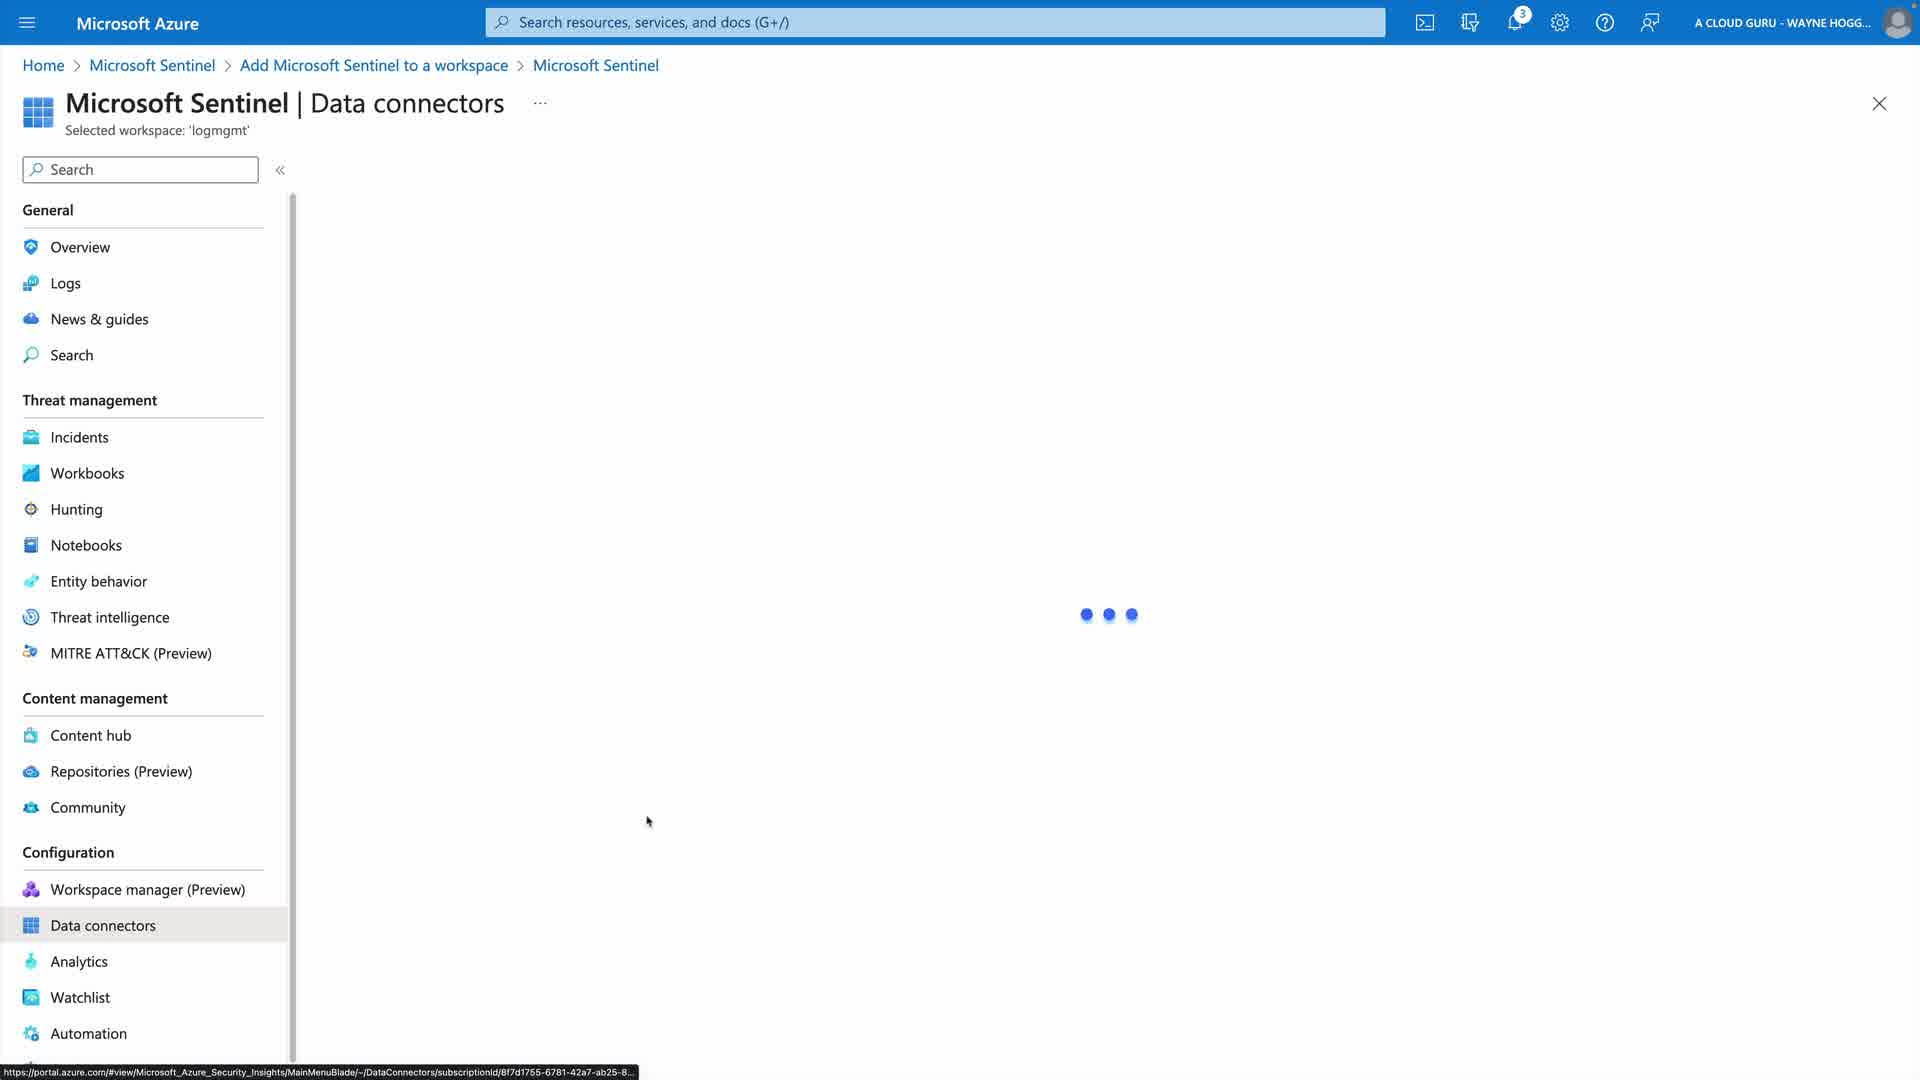 Microsoft Azure
Search resources, services, and docs (G+/)
3
A CLOUD GURU - WAYNE HOGG...
Home > Microsoft Sentinel > Add Microsoft Sentinel to a workspace > Microsoft Sentinel
Microsoft Sentinel | Data connectors ...
Selected workspace: 'logmgmt'
Search
General
Overview
Logs
News & guides
Search
Threat management
Incidents
Workbooks
Hunting
Notebooks
Entity behavior
Threat intelligence
MITRE ATT&CK (Preview)
Content management
Content hub
Repositories (Preview)
Community
Configuration
Workspace manager (Preview)
Data connectors
Analytics
Watchlist
Automation
https://portal.azure.com/#view/Microsoft_Azure_Security_Insights/MainMenuBlade/~/DataConnectors/subscriptionId/8f7d1755-6781-42a7-ab25-8...